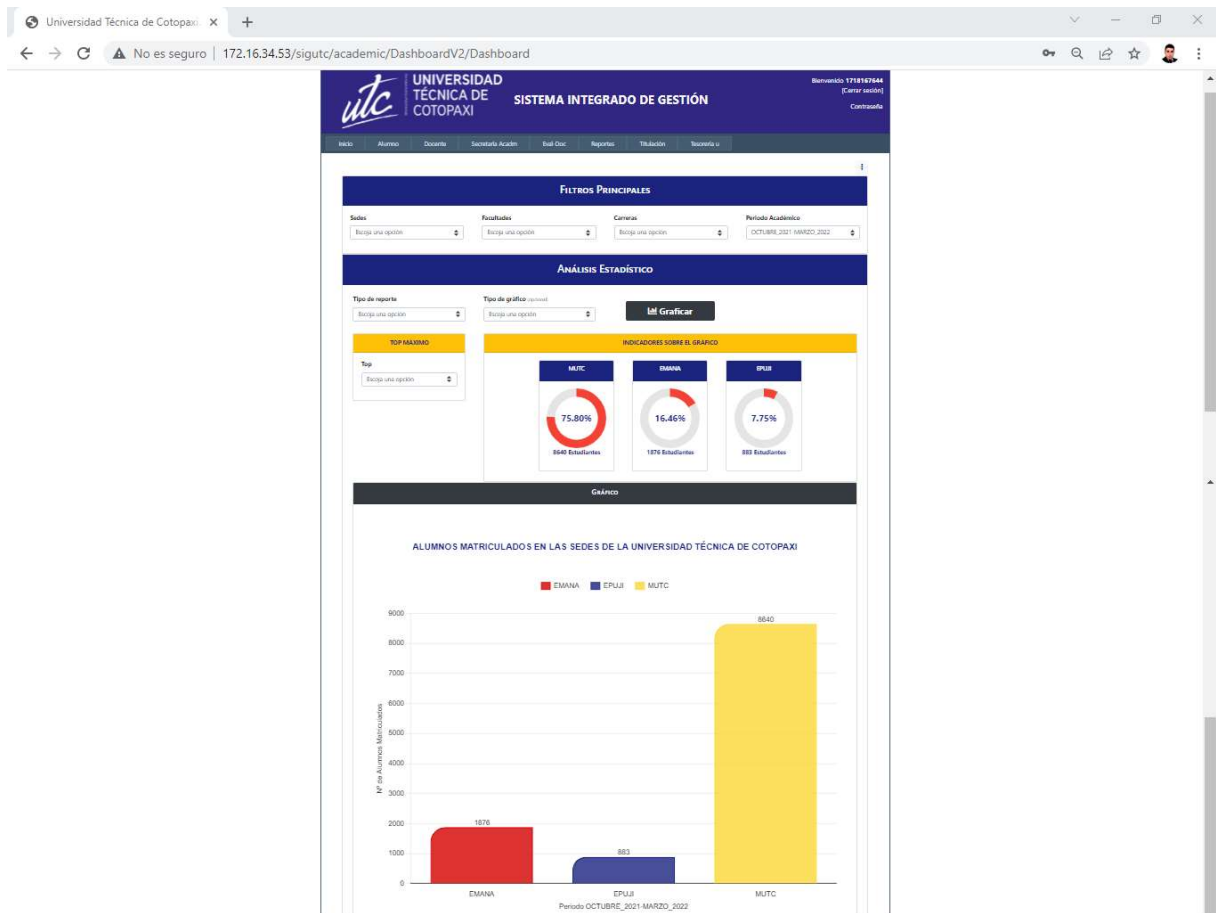 Universidad Técnica de Cotopaxi.
No es seguro | 172.16.34.53/sigutc/academic/DashboardV2/Dashboard
utc
UNIVERSIDAD
TÉCNICA DE
COTOPAXI
SISTEMA INTEGRADO DE GESTIÓN
Bienvenido 1718167644
[Cerrar sesión]
Contraseña
Inicio Alumno Docente Secretaría Acadm Eval-Doc Reportes Titulación Tesorería u
FILTROS PRINCIPALES
Sedes Facultades Carreras Periodo Académico
Escoja una opción Escoja una opción Escoja una opción OCTUBRE_2021-MARZO_2022
ANÁLISIS ESTADÍSTICO
Tipo de reporte Tipo de gráfico (opcional)
Escoja una opción Escoja una opción Graficar
TOP MÁXIMO INDICADORES SOBRE EL GRÁFICO
Top
Escoja una opción
MUTC EMANA EPUJI
75.80% 16.46% 7.75%
8640 Estudiantes 1876 Estudiantes 883 Estudiantes
GRÁFICO
ALUMNOS MATRICULADOS EN LAS SEDES DE LA UNIVERSIDAD TÉCNICA DE COTOPAXI
EMANA EPUJI MUTC
Nº de Alumnos Matriculados
9000
8640
8000
7000
6000
5000
4000
3000
2000
1876
1000
883
0
EMANA EPUJI MUTC
Periodo OCTUBRE_2021-MARZO_2022